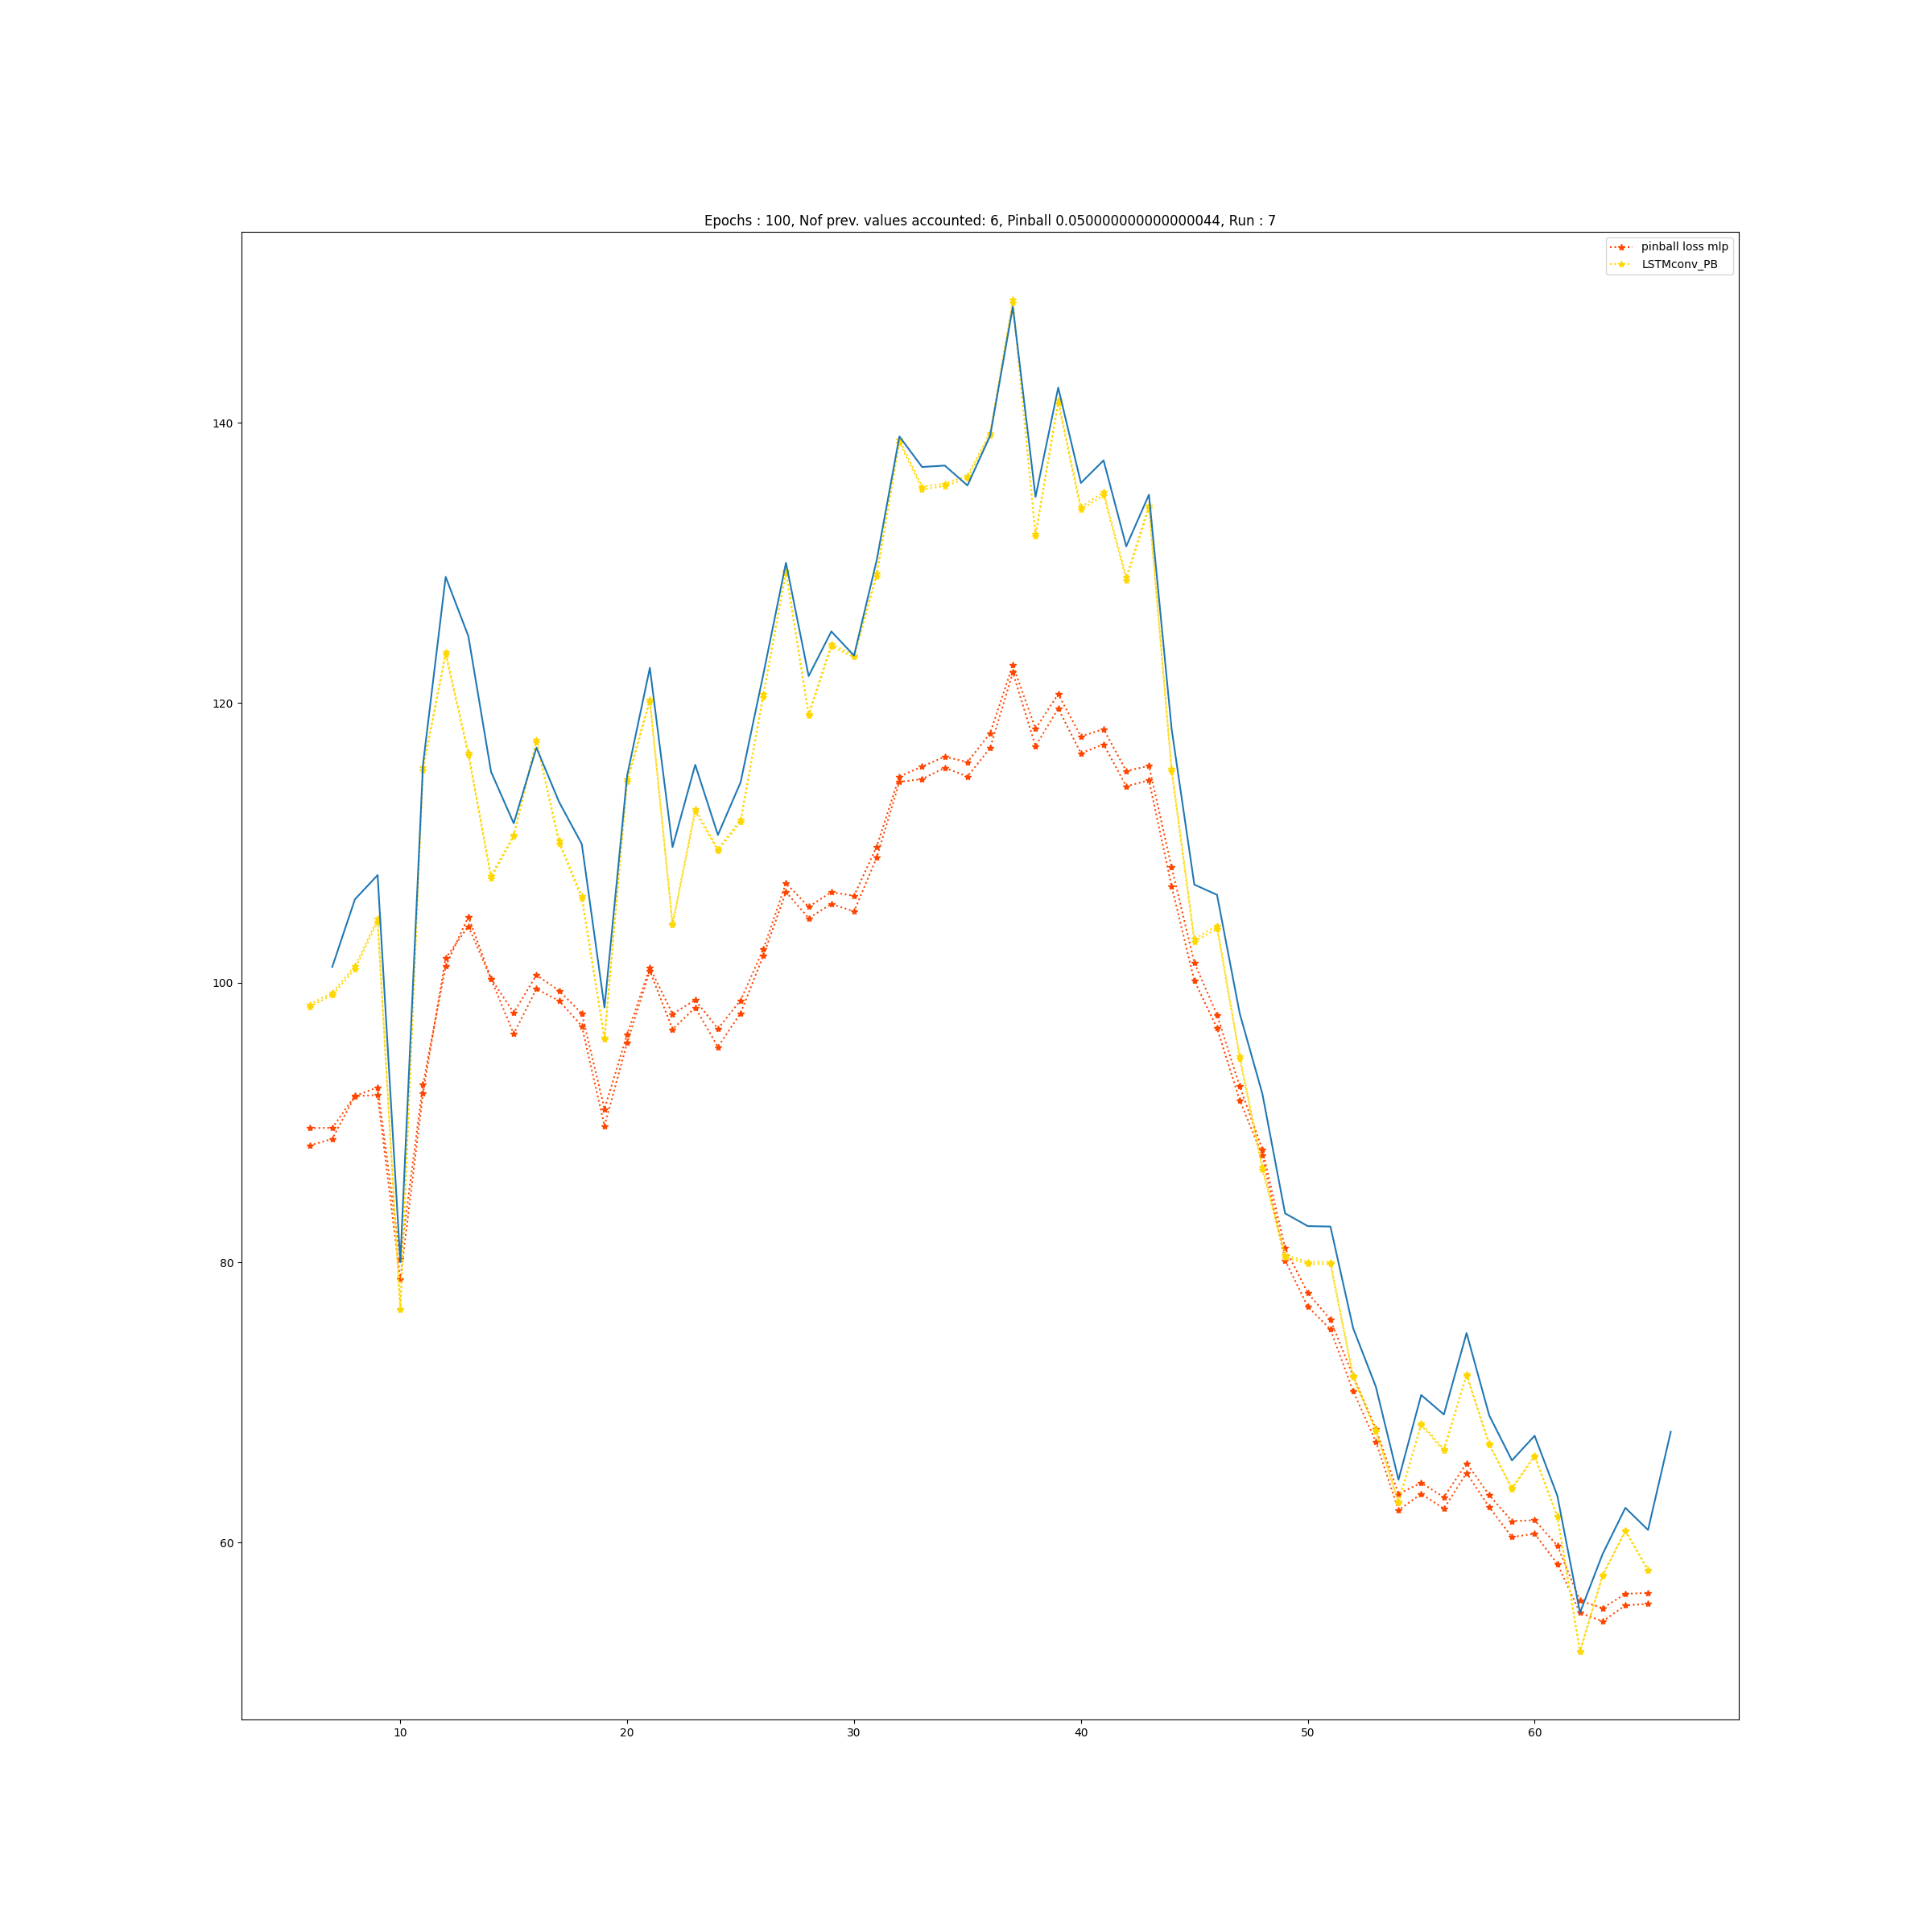 Epochs : 100, Nof prev. values accounted: 6, Pinball 0.050000000000000044, Run : 7
pinball loss mlp
LSTMconv_PB
140
120
100
80
60
10 20 30 40 50 60